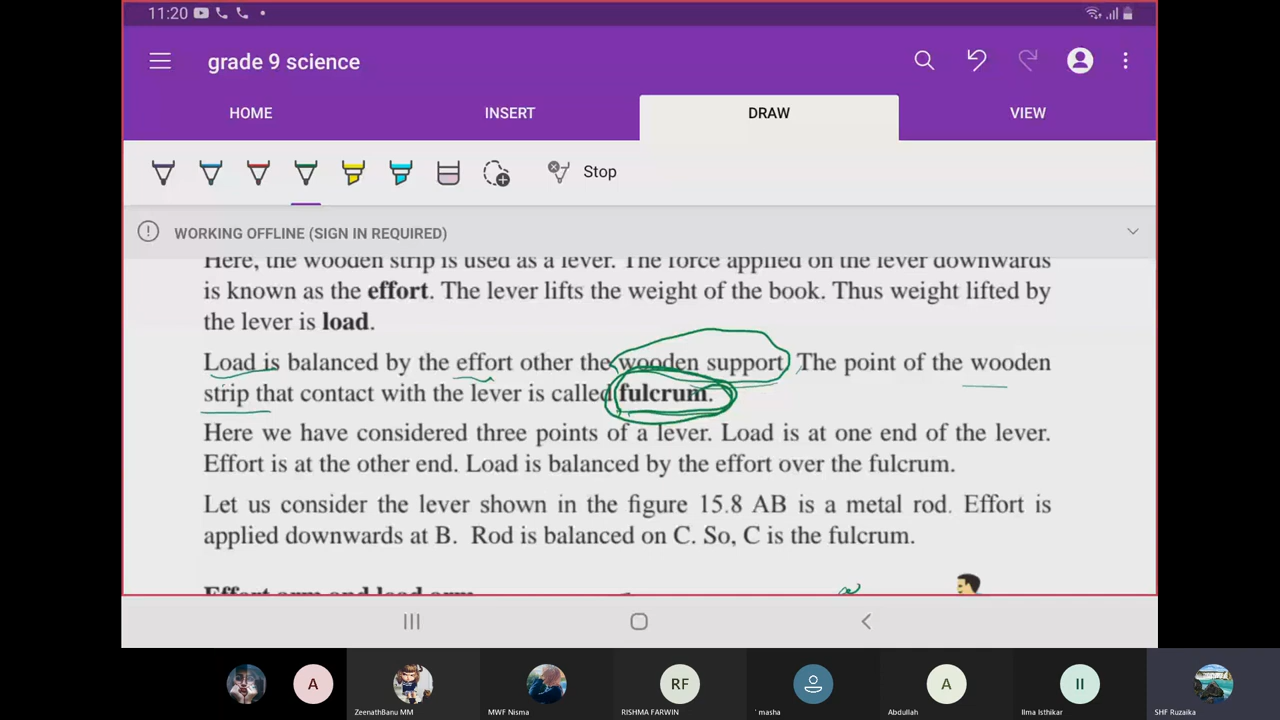 11:20
grade 9 science
HOME INSERT DRAW VIEW
Stop
WORKING OFFLINE (SIGN IN REQUIRED)
Here, the wooden strip is used as a lever. The force applied on the lever downwards
is known as the effort. The lever lifts the weight of the book. Thus weight lifted by
the lever is load.
Load is balanced by the effort other the wooden support. The point of the wooden
strip that contact with the lever is called fulcrum.
Here we have considered three points of a lever. Load is at one end of the lever.
Effort is at the other end. Load is balanced by the effort over the fulcrum.
Let us consider the lever shown in the figure 15.8 AB is a metal rod. Effort is
applied downwards at B. Rod is balanced on C. So, C is the fulcrum.
Effort arm and load arm
A RF A II
ZeenathBanu MM MWF Nisma RISHMA FARWIN ' masha Abdullah Ilma Isthikar SHF Ruzaika